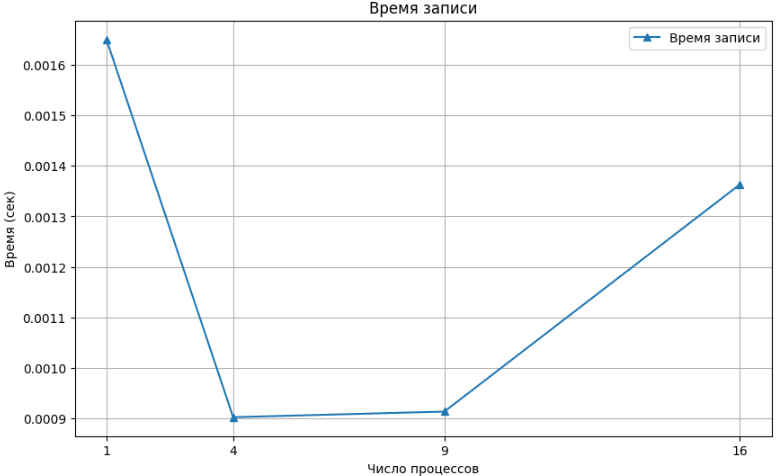 Время записи
Время записи
0.0016
0.0015
0.0014
0.0013
0.0012
0.0011
0.0010
0.0009
Время (сек)
1 4 9 16
Число процессов